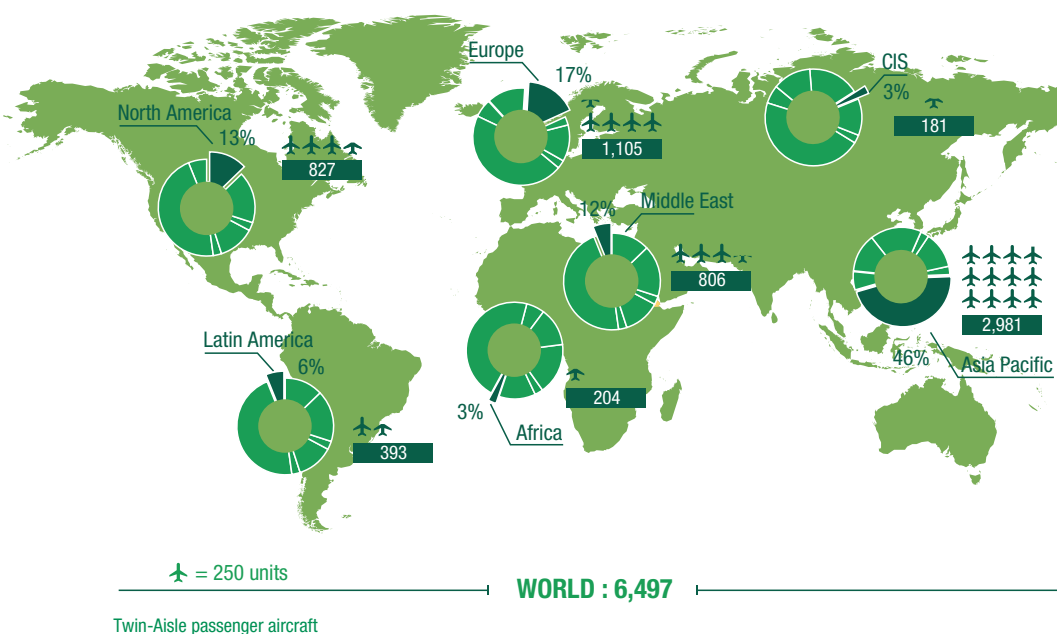 Europe
17%
CIS
3%
181
North America
13%
827
1,105
12%
Middle East
806
2,981
46%
Asia Pacific
Latin America
6%
393
3%
Africa
204
= 250 units
WORLD : 6,497
Twin-Aisle passenger aircraft